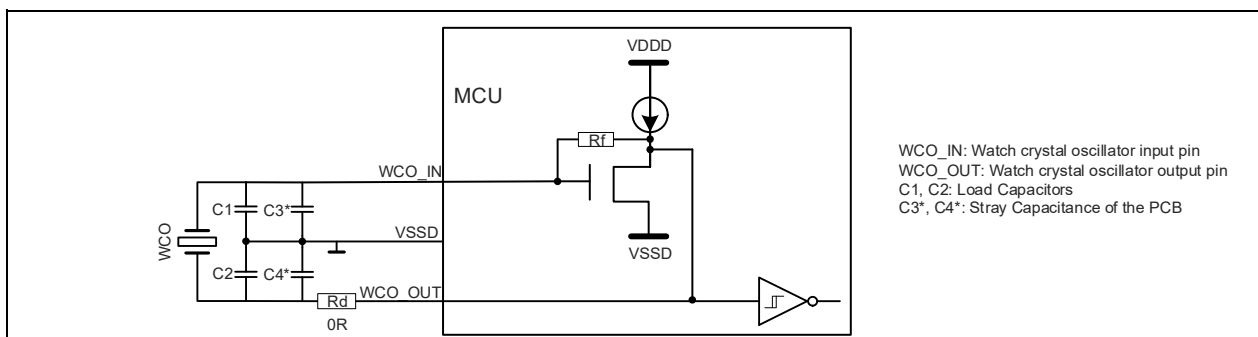 VDDD
MCU
Rf
WCO_IN: Watch crystal oscillator input pin
WCO_OUT: Watch crystal oscillator output pin
C1, C2: Load Capacitors
C3*, C4*: Stray Capacitance of the PCB
WCO_IN
C1
C3*
VSSD
WCO
VSSD
C2
C4*
Rd
WCO_OUT
0R